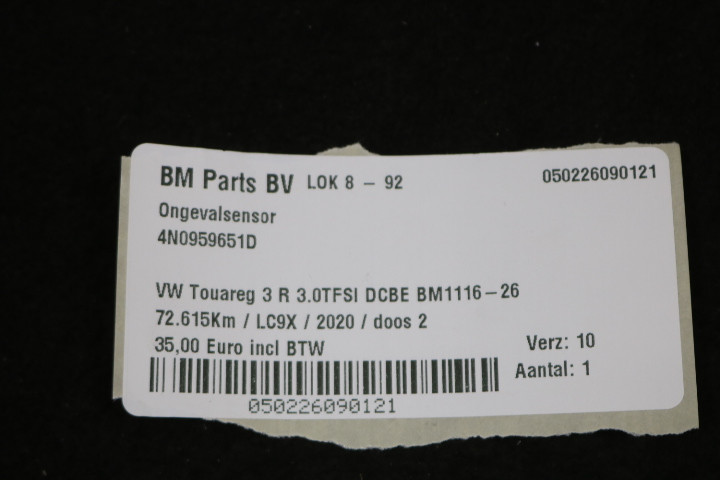 BM Parts BV LOK 8 - 92 050226090121
Ongevalsensor
4N0959651D
VW Touareg 3 R 3.0TFSI DCBE BM1116-26
72.615Km / LC9X / 2020 / doos 2
35,00 Euro incl BTW Verz: 10
Aantal: 1
050226090121